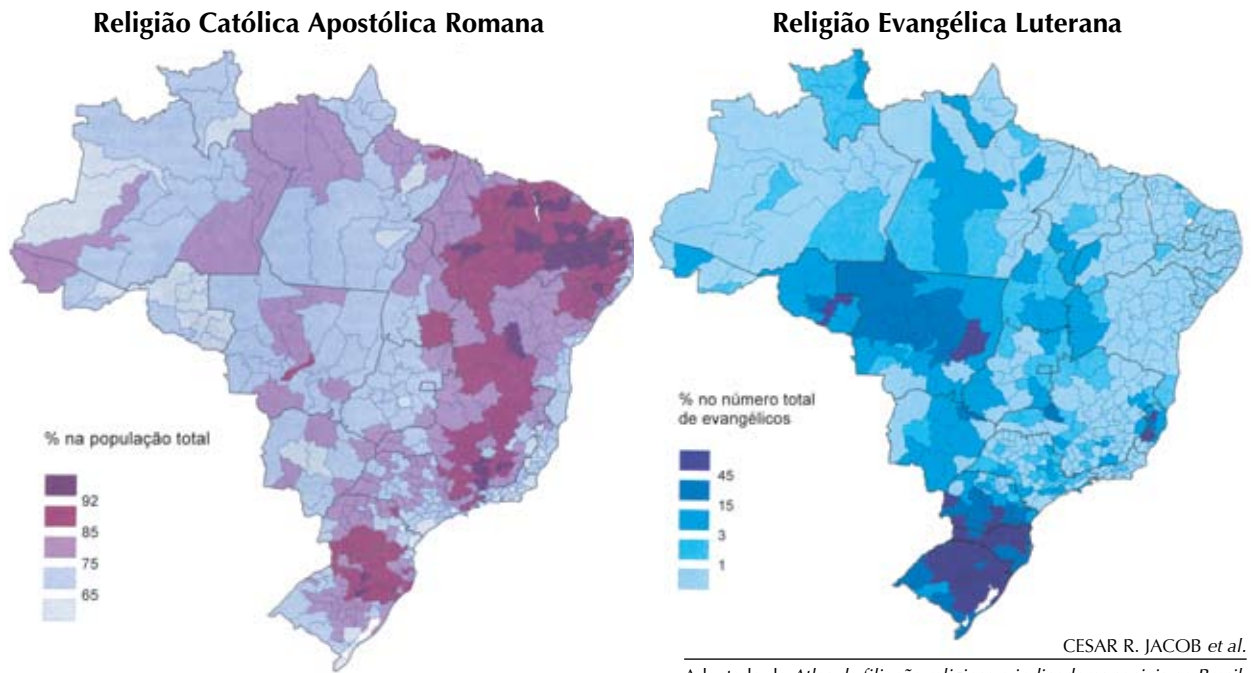 Religião Católica Apostólica Romana
% na população total
92
85
75
65
Religião Evangélica Luterana
% no número total
de evangélicos
45
15
3
1
CESAR R. JACOB et al.